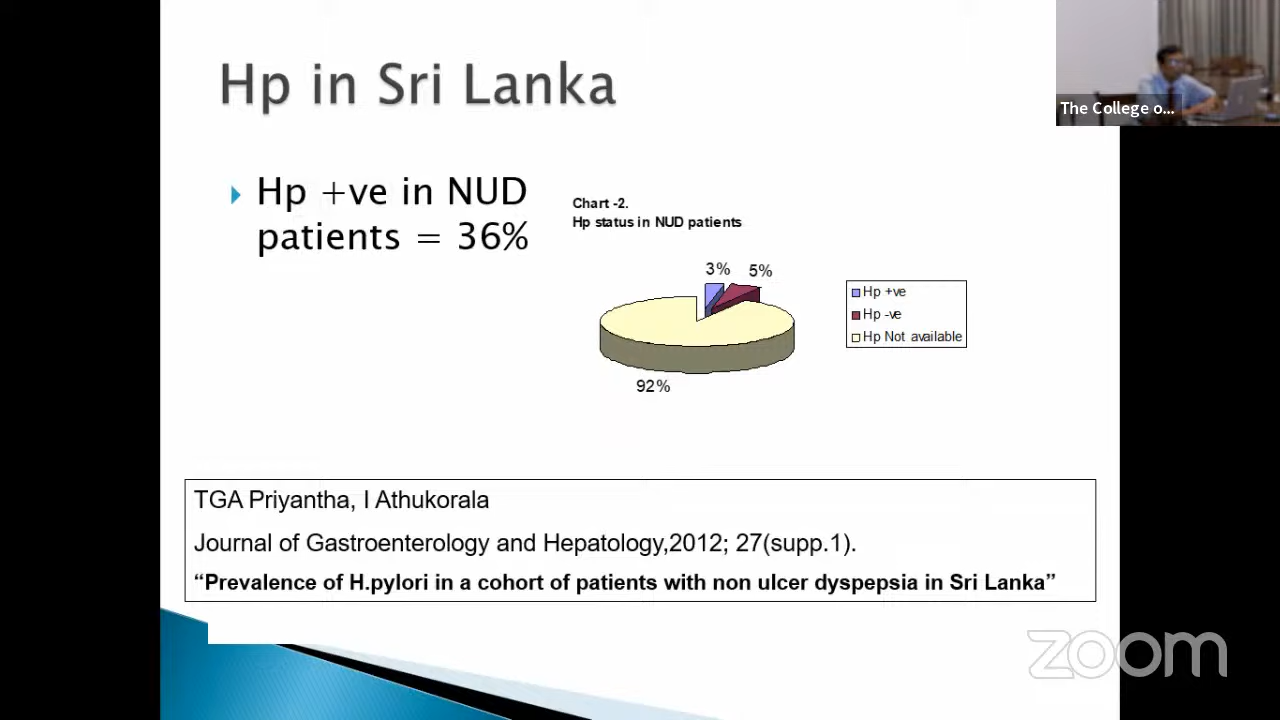 Hp in Sri Lanka
The College o...
Hp +ve in NUD
patients = 36%
Chart -2.
Hp status in NUD patients
3%
5%
92%
Hp +ve
Hp -ve
Hp Not available
TGA Priyantha, I Athukorala
Journal of Gastroenterology and Hepatology,2012; 27(supp.1).
“Prevalence of H.pylori in a cohort of patients with non ulcer dyspepsia in Sri Lanka”
zoom